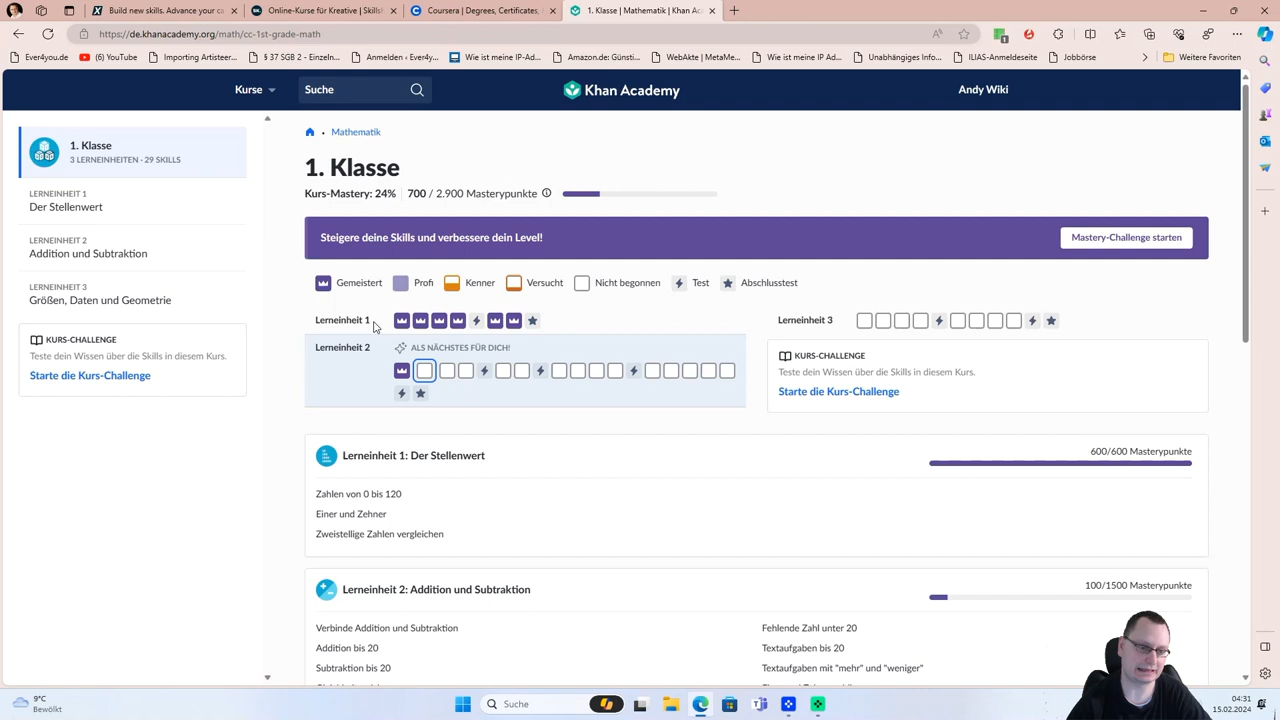 Build new skills. Advance your ca
Online-Kurse für Kreative | Skillsh
Coursera | Degrees, Certificates,
1. Klasse | Mathematik | Khan Aca
https://de.khanacademy.org/math/cc-1st-grade-math
Ever4you.de
(6) YouTube
Importing Artisteer...
§ 37 SGB 2 - Einzeln...
Anmelden ‹ Ever4y...
Wie ist meine IP-Ad...
Amazon.de: Günsti...
WebAkte | MetaMe...
Wie ist meine IP-Ad...
Unabhängiges Info...
ILIAS-Anmeldeseite
Jobbörse
Weitere Favoriten
Kurse
Suche
Khan Academy
Andy Wiki
1. Klasse
3 LERNEINHEITEN · 29 SKILLS
LERNEINHEIT 1
Der Stellenwert
LERNEINHEIT 2
Addition und Subtraktion
LERNEINHEIT 3
Größen, Daten und Geometrie
KURS-CHALLENGE
Teste dein Wissen über die Skills in diesem Kurs.
Starte die Kurs-Challenge
Mathematik
1. Klasse
Kurs-Mastery: 24% 700 / 2.900 Masterpunkte
Steigere deine Skills und verbessere dein Level!
Mastery-Challenge starten
Gemeistert
Profi
Kenner
Versucht
Nicht begonnen
Test
Abschlusstest
Lerneinheit 1
Lerneinheit 2
ALS NÄCHSTES FÜR DICH!
Lerneinheit 3
KURS-CHALLENGE
Teste dein Wissen über die Skills in diesem Kurs.
Starte die Kurs-Challenge
Lerneinheit 1: Der Stellenwert
600/600 Masterypunkte
Zahlen von 0 bis 120
Einer und Zehner
Zweistellige Zahlen vergleichen
Lerneinheit 2: Addition und Subtraktion
100/1500 Masterypunkte
Verbinde Addition und Subtraktion
Addition bis 20
Subtraktion bis 20
Fehlende Zahl unter 20
Textaufgaben bis 20
Textaufgaben mit "mehr" und "weniger"
9°C
Bewölkt
Suche
04:31
15.02.2024